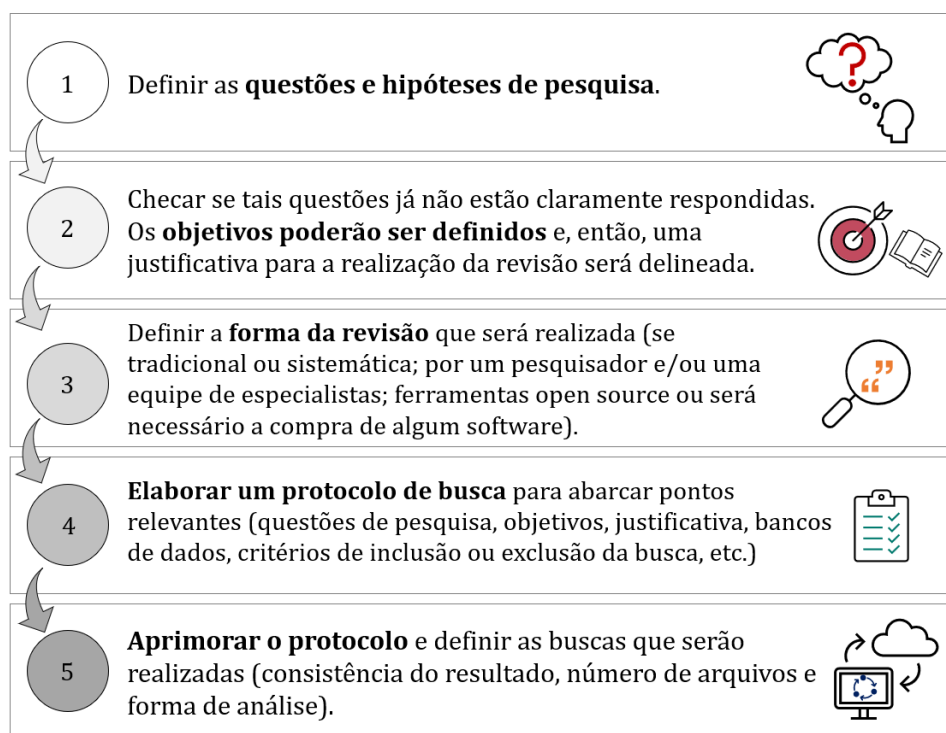 1
Definir as questões e hipóteses de pesquisa.
?
2
Checar se tais questões já não estão claramente respondidas.
Os objetivos poderão ser definidos e, então, uma
justificativa para a realização da revisão será delineada.
3
Definir a forma da revisão que será realizada (se
tradicional ou sistemática; por um pesquisador e/ou uma
equipe de especialistas; ferramentas open source ou será
necessário a compra de algum software).
4
Elaborar um protocolo de busca para abarcar pontos
relevantes (questões de pesquisa, objetivos, justificativa, bancos
de dados, critérios de inclusão ou exclusão da busca, etc.)
5
Aprimorar o protocolo e definir as buscas que serão
realizadas (consistência do resultado, número de arquivos e
forma de análise).